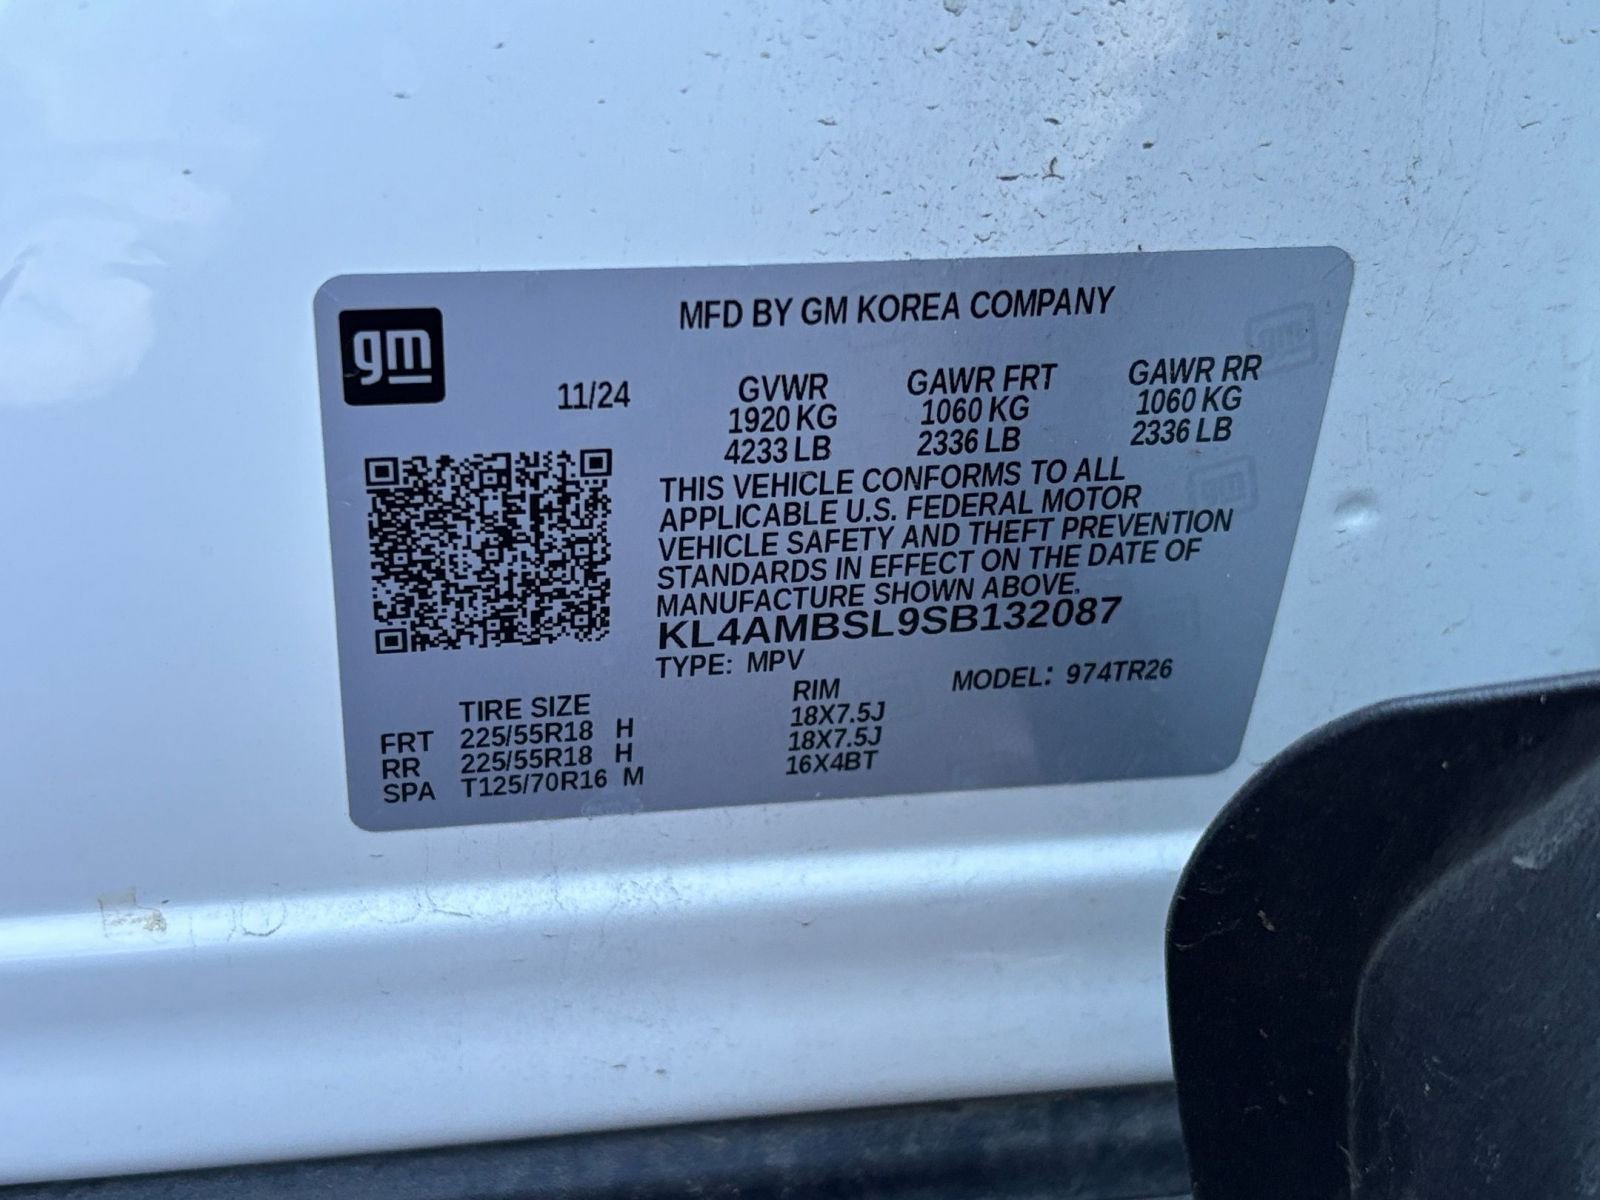 gm
MFD BY GM KOREA COMPANY
11/24 GVWR GAWR FRT GAWR RR
1920 KG 1060 KG 1060 KG
4233 LB 2336 LB 2336 LB
THIS VEHICLE CONFORMS TO ALL
APPLICABLE U.S. FEDERAL MOTOR
VEHICLE SAFETY AND THEFT PREVENTION
STANDARDS IN EFFECT ON THE DATE OF
MANUFACTURE SHOWN ABOVE.
KL4AMBSL9SB132087
TYPE: MPV MODEL: 974TR26
TIRE SIZE RIM
FRT 225/55R18 H 18X7.5J
RR 225/55R18 H 18X7.5J
SPA T125/70R16 M 16X4BT